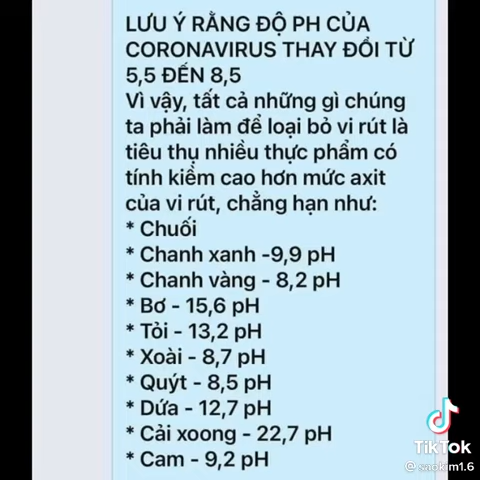 LƯU Ý RẰNG ĐỘ PH CỦA
CORONAVIRUS THAY ĐỔI TỪ
5,5 ĐẾN 8,5
Vì vậy, tất cả những gì chúng
ta phải làm để loại bỏ vi rút là
tiêu thụ nhiều thực phẩm có
tính kiềm cao hơn mức axit
của vi rút, chẳng hạn như:
* Chuối
* Chanh xanh -9,9 pH
* Chanh vàng - 8,2 pH
* Bơ - 15,6 pH
* Tỏi - 13,2 pH
* Xoài - 8,7 pH
* Quýt - 8,5 pH
* Dứa - 12,7 pH
* Cải xoong - 22,7 pH
* Cam - 9,2 pH
TikTok
@saokim1.6